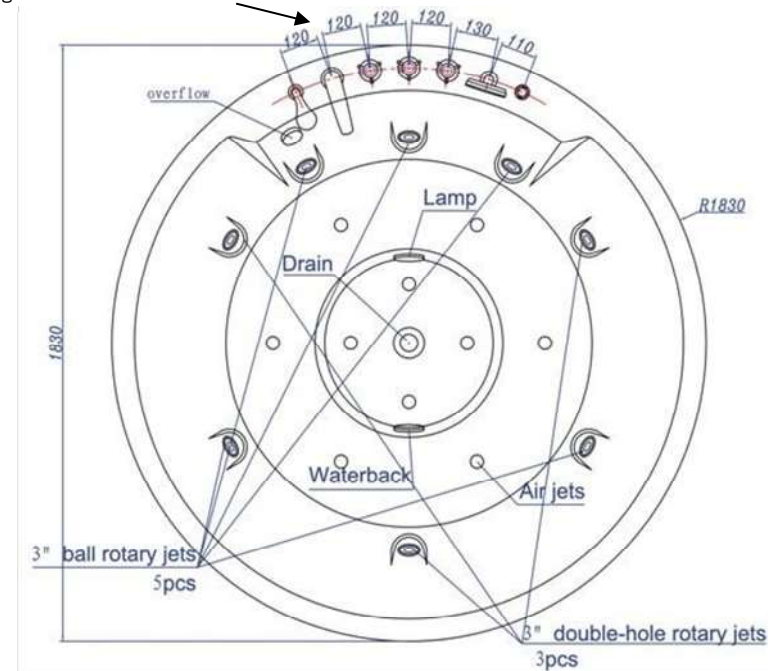 g
120
120
120
120
130
110
overflow
R1830
Lamp
Drain
1830
Waterback
Air jets
3" ball rotary jets
5pcs
3" double-hole rotary jets
3pcs